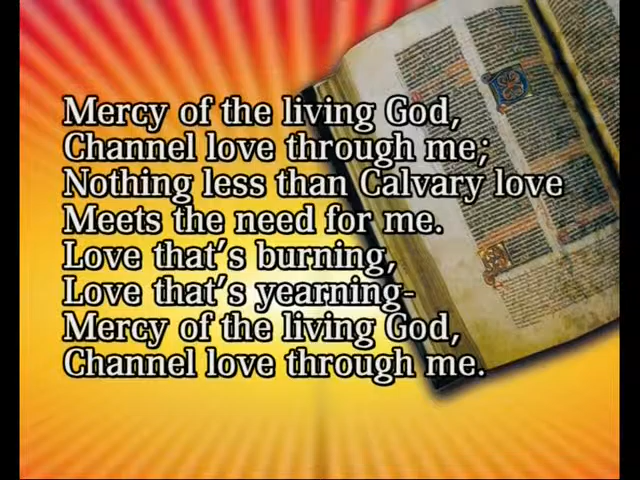 Mercy of the living God,
Channel love through me;
Nothing less than Calvary love
Meets the need for me.
Love that's burning,
Love that's yearning-
Mercy of the living God,
Channel love through me.